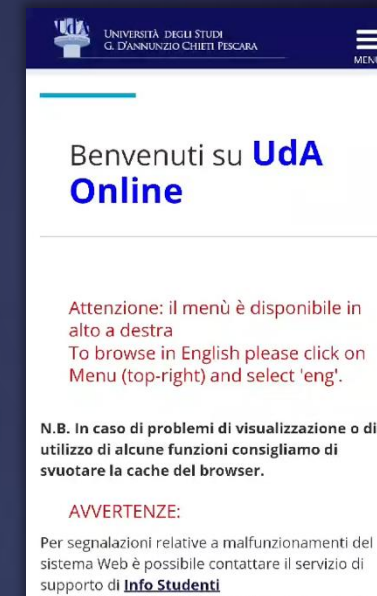 UNIVERSITÀ DEGLI STUDI
G. D'ANNUNZIO CHIETI PESCARA
MENU
Benvenuti su UdA
Online
Attenzione: il menù è disponibile in
alto a destra
To browse in English please click on
Menu (top-right) and select 'eng'.
N.B. In caso di problemi di visualizzazione o di
utilizzo di alcune funzioni consigliamo di
svuotare la cache del browser.
AVVERTENZE:
Per segnalazioni relative a malfunzionamenti del
sistema Web è possibile contattare il servizio di
supporto di Info Studenti